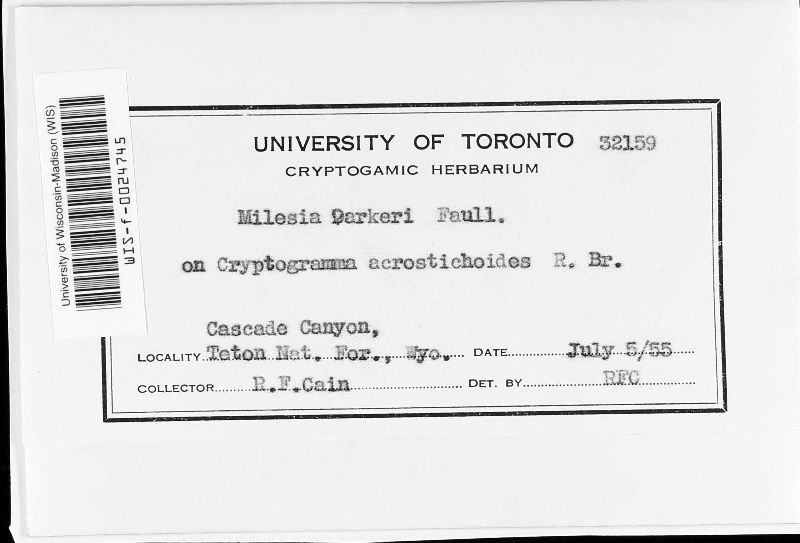 University of Wisconsin-Madison (WIS)
WIS-f-0024745
UNIVERSITY OF TORONTO 32159
CRYPTOGAMIC HERBARIUM
Milesia Darkeri Faull.
on Cryptogramma acrostichoides R. Br.
Cascade Canyon,
LOCALITY Teton Nat. For., Wyo. DATE July 5/55
COLLECTOR R.F.Cain DET. BY RFC